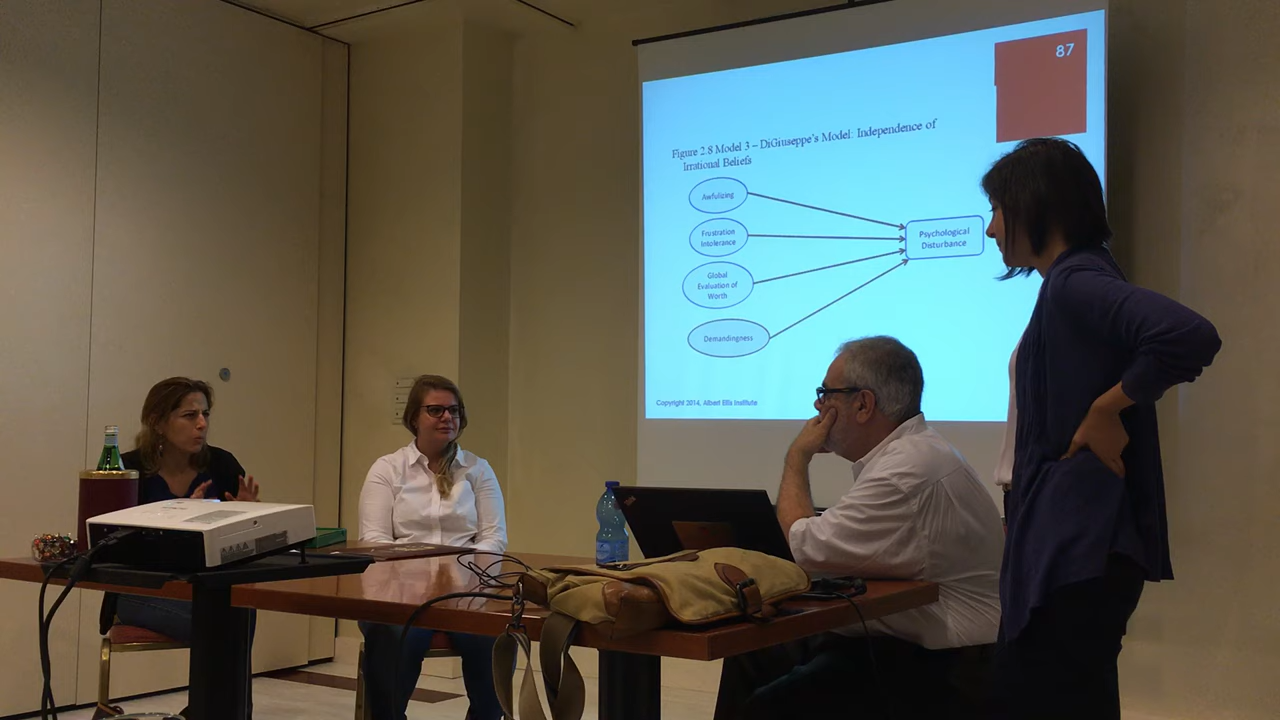 87
Figure 2.8 Model 3 – DiGiuseppe's Model: Independence of
Irrational Beliefs
Awfulizing
Frustration
Intolerance
Global
Evaluation of
Worth
Demandingness
Psychological
Disturbance
Copyright 2014, Albert Ellis Institute